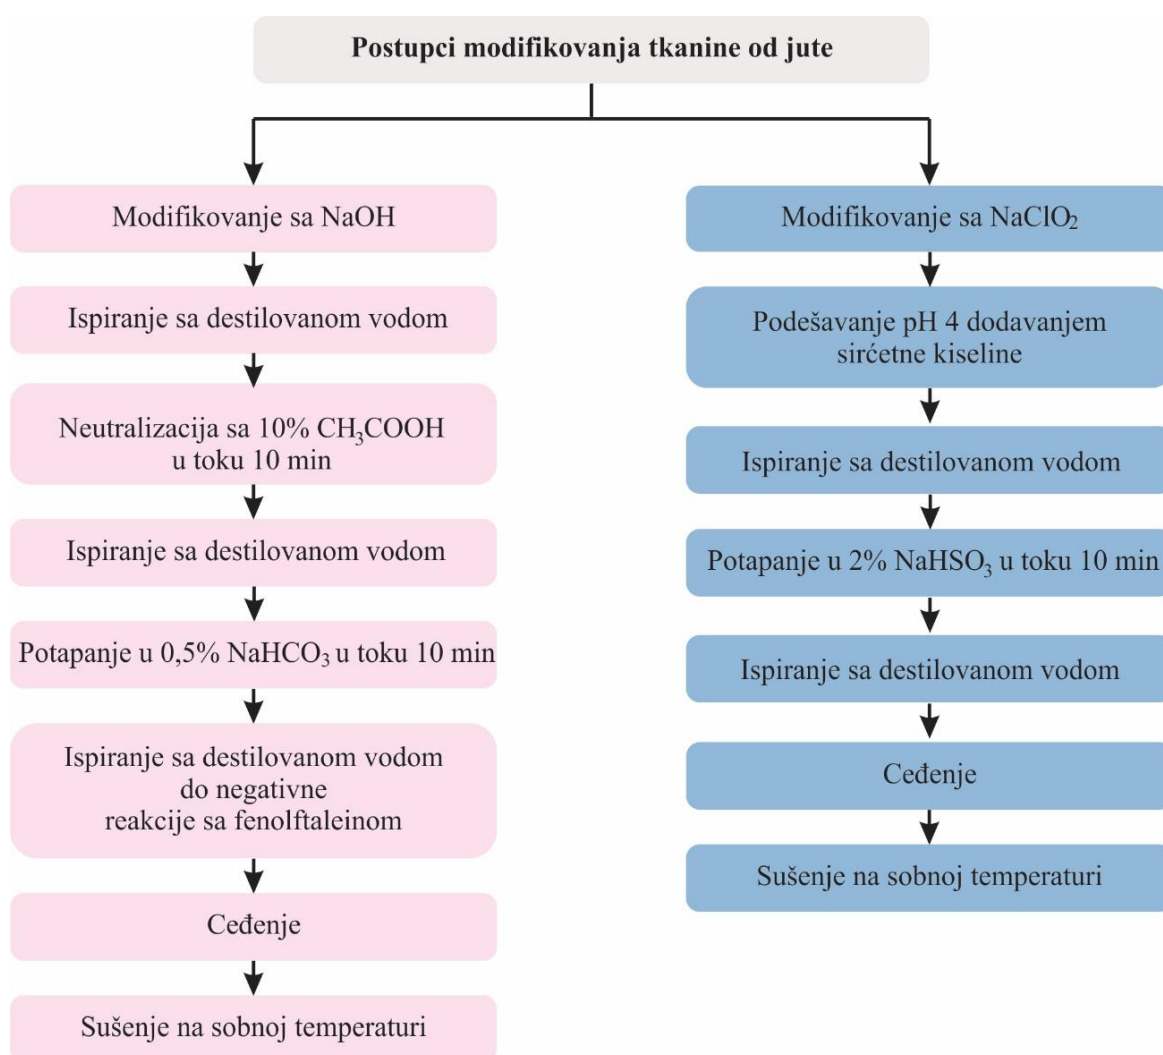 Postupci modifikovanja tkanine od jute
Modifikovanje sa NaOH
Ispiranje sa destilovanom vodom
Neutralizacija sa 10% CH₃COOH
u toku 10 min
Ispiranje sa destilovanom vodom
Potapanje u 0,5% NaHCO₃ u toku 10 min
Ispiranje sa destilovanom vodom
do negativne
reakcije sa fenolftaleinom
Ceđenje
Sušenje na sobnoj temperaturi
Modifikovanje sa NaClO₂
Podešavanje pH 4 dodavanjem
sirćetne kiseline
Ispiranje sa destilovanom vodom
Potapanje u 2% NaHSO₃ u toku 10 min
Ispiranje sa destilovanom vodom
Ceđenje
Sušenje na sobnoj temperaturi